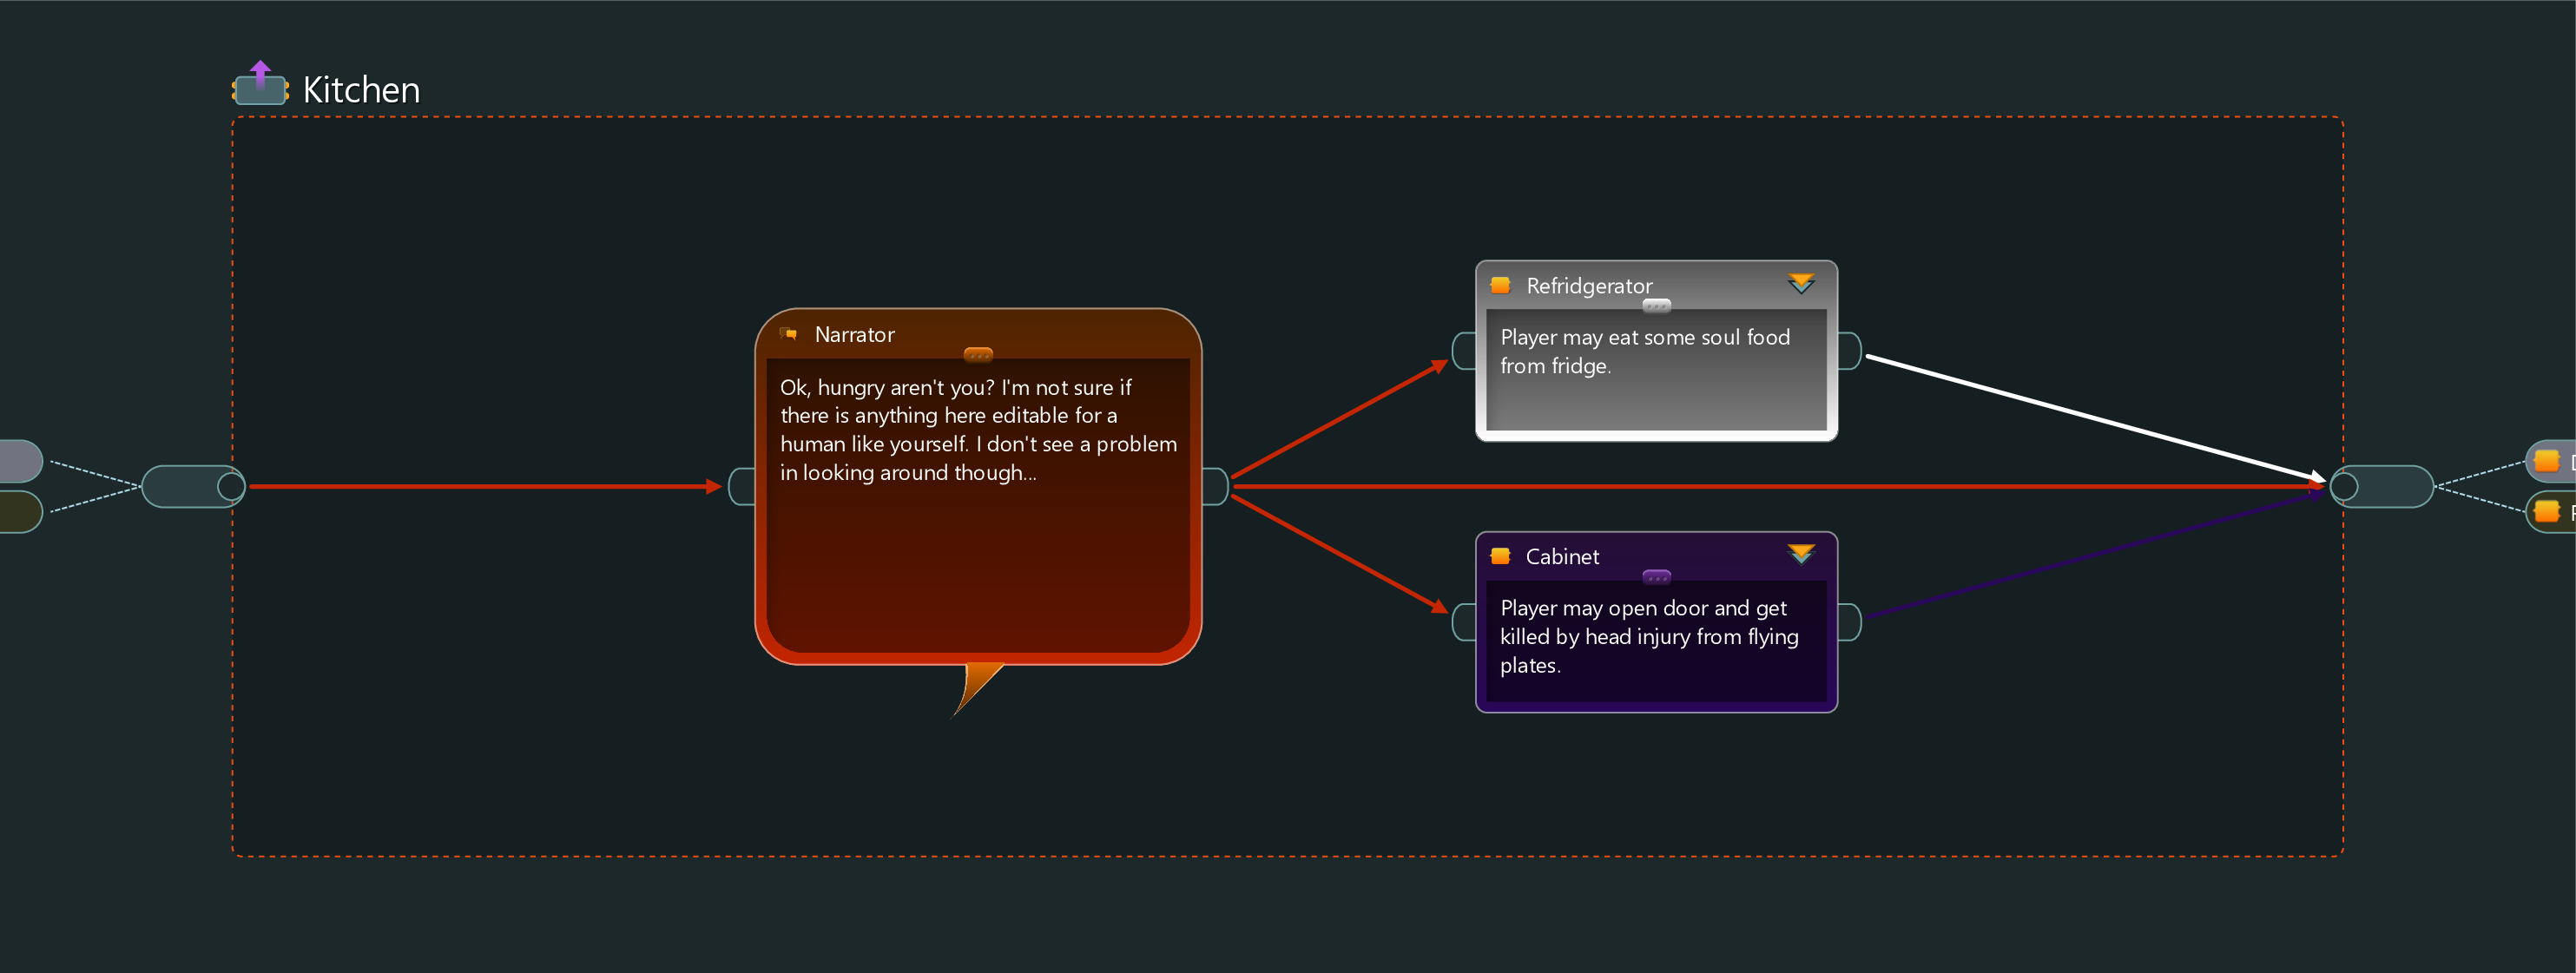 Kitchen
Narrator
Ok, hungry aren't you? I'm not sure if
there is anything here editable for a
human like yourself. I don't see a problem
in looking around though...
Refridgerator
Player may eat some soul food
from fridge.
Cabinet
Player may open door and get
killed by head injury from flying
plates.